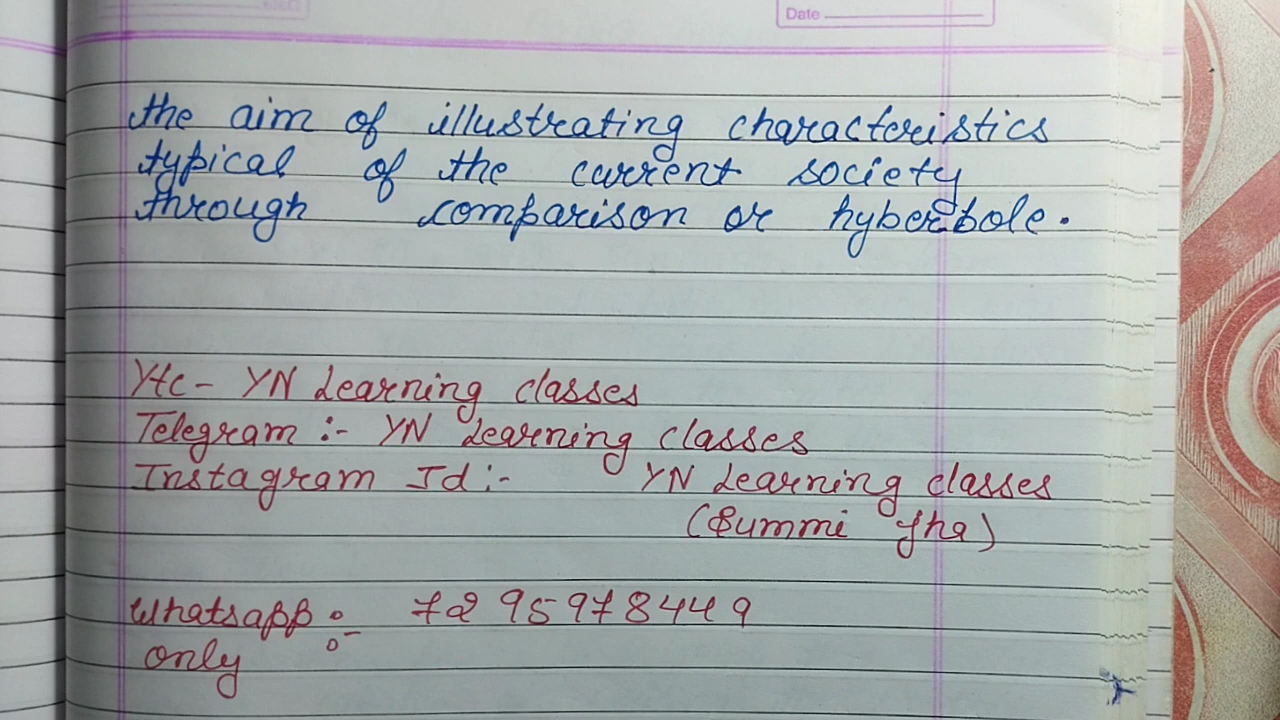 Date
the aim of illustrating characteristics
typical of the current society
through comparison or hyberbole.
Ytc- YN Learning classes
Telegram :- YN Learning classes
Instagram Id :- YN Learning classes
(Summi Jha)
Whatsapp :- 7295978449
only